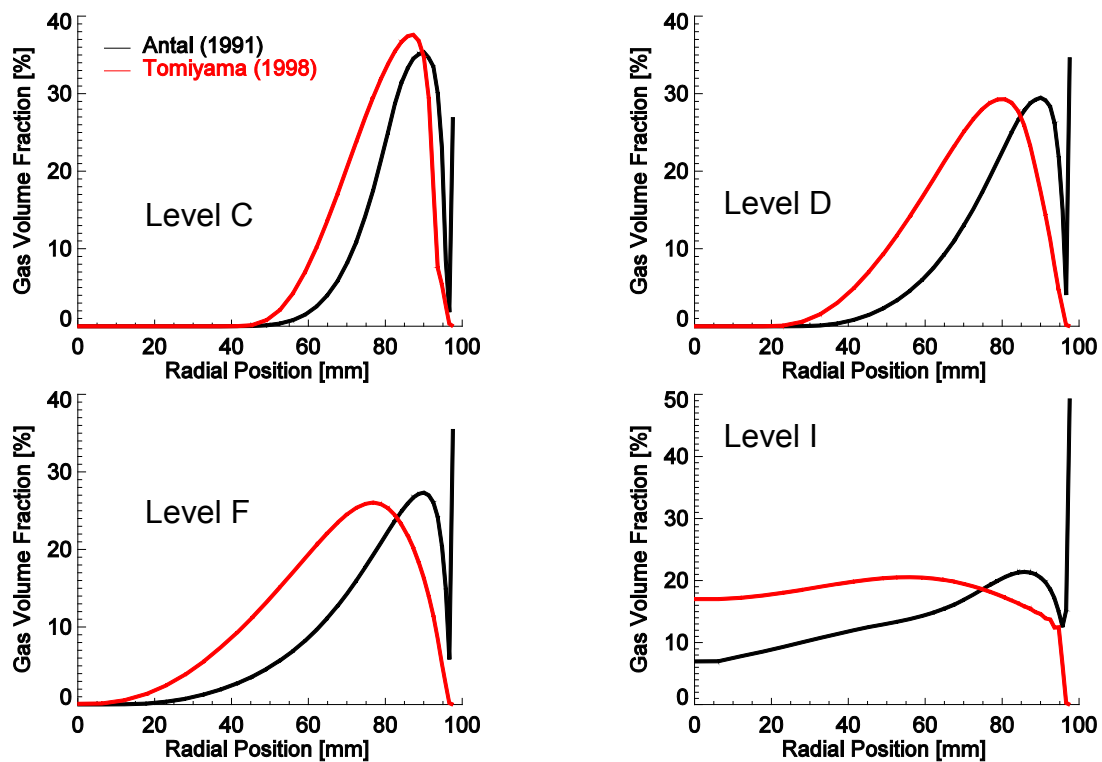 Gas Volume Fraction [%]
40
30
20
10
0
Antal (1991)
Tomiyama (1998)
Level C
0 20 40 60 80 100
Radial Position [mm]
Gas Volume Fraction [%]
40
30
20
10
0
Level D
0 20 40 60 80 100
Radial Position [mm]
Gas Volume Fraction [%]
40
30
20
10
0
Level F
0 20 40 60 80 100
Radial Position [mm]
Gas Volume Fraction [%]
50
40
30
20
10
0
Level I
0 20 40 60 80 100
Radial Position [mm]